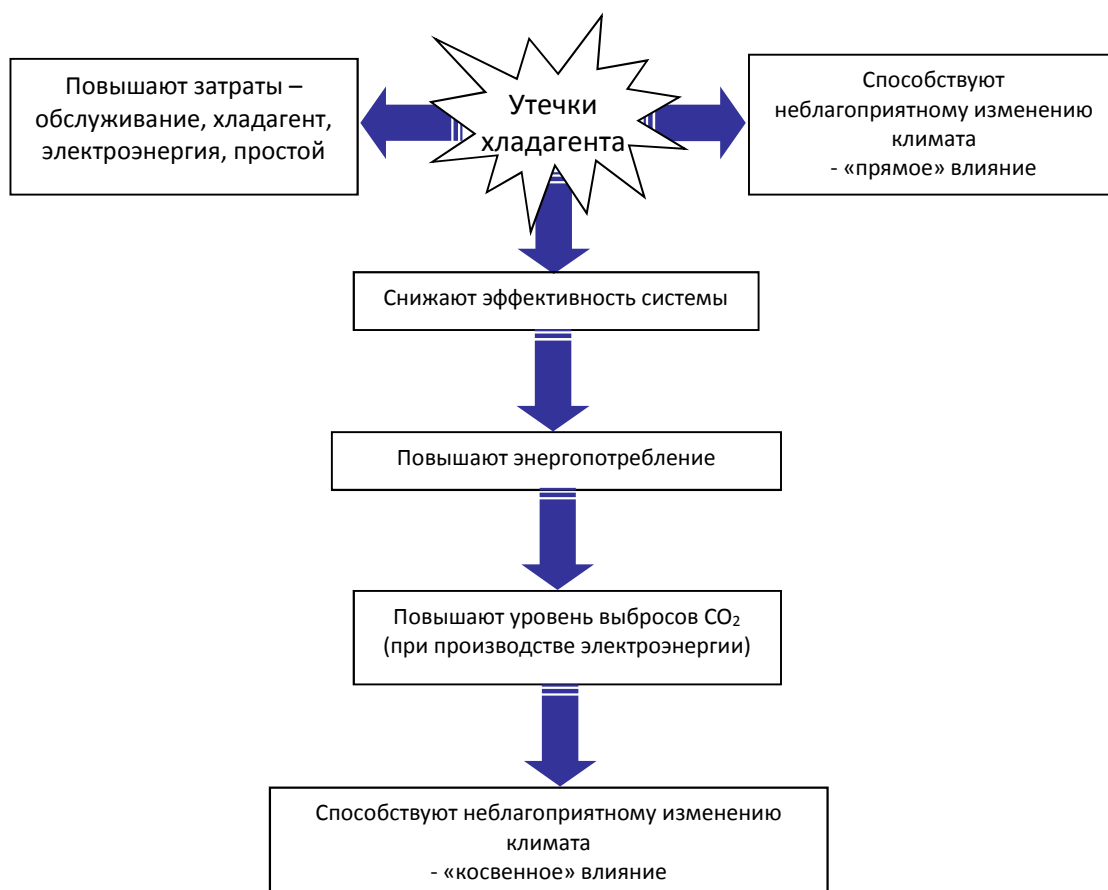 Повышают затраты –
обслуживание, хладагент,
электроэнергия, простой
Утечки
хладагента
Способствуют
неблагоприятному изменению
климата
- «прямое» влияние
Снижают эффективность системы
Повышают энергопотребление
Повышают уровень выбросов CO₂
(при производстве электроэнергии)
Способствуют неблагоприятному изменению
климата
- «косвенное» влияние